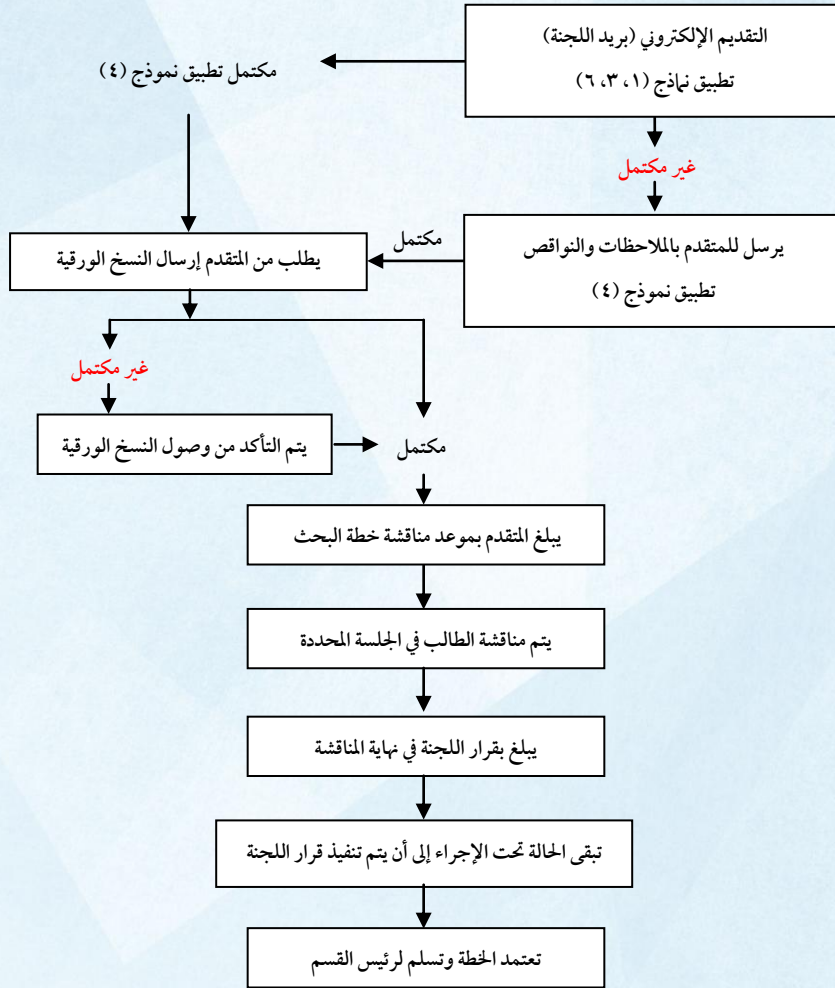 التقديم الإلكتروني (بريد اللجنة)
تطبيق نماذج (١، ٣، ٦)
مكتمل تطبيق نموذج (٤)
غير مكتمل
يرسل للمتقدم بالملاحظات والنواقص
تطبيق نموذج (٤)
مكتمل
يطلب من المتقدم إرسال النسخ الورقية
غير مكتمل
يتم التأكد من وصول النسخ الورقية
مكتمل
يبلغ المتقدم بموعد مناقشة خطة البحث
يتم مناقشة الطالب في الجلسة المحددة
يبلغ بقرار اللجنة في نهاية المناقشة
تبقى الحالة تحت الإجراء إلى أن يتم تنفيذ قرار اللجنة
تعتمد الخطة وتسلم لرئيس القسم